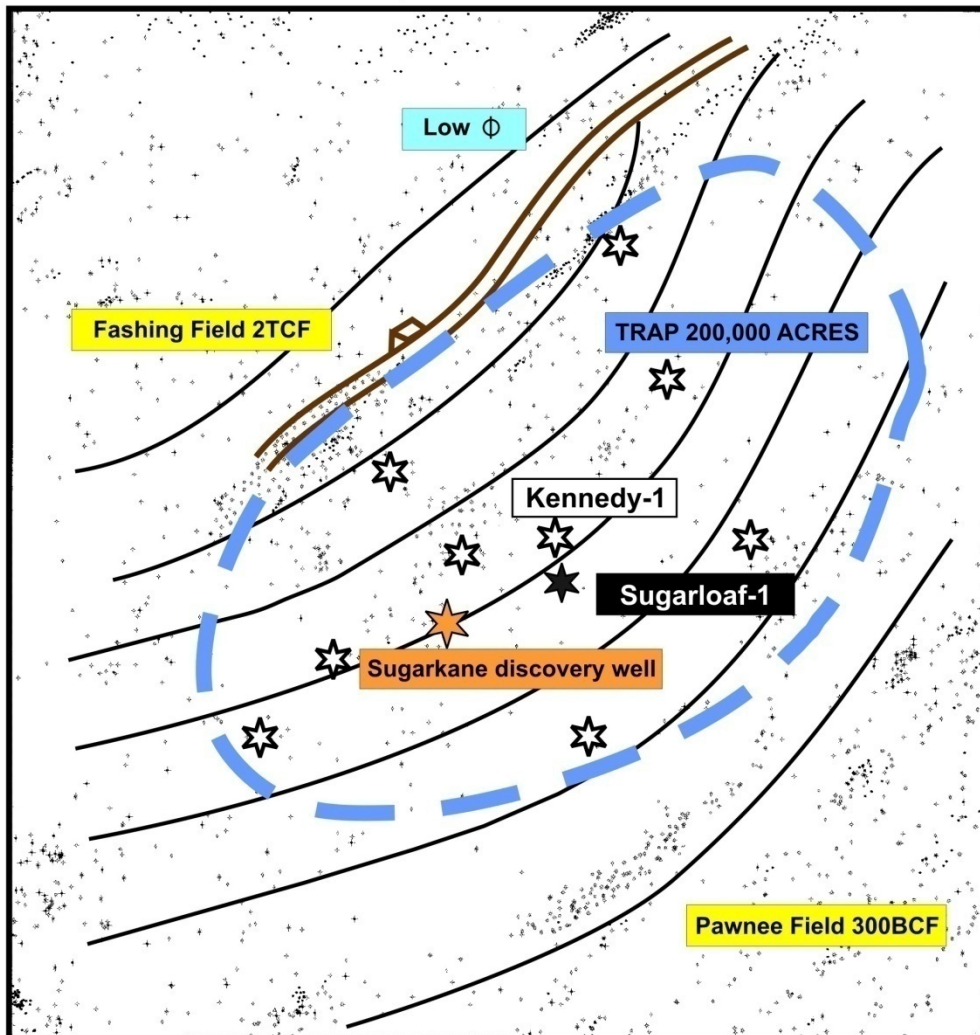 Low Φ
Fashing Field 2TCF
TRAP 200,000 ACRES
Kennedy-1
Sugarloaf-1
Sugarkane discovery well
Pawnee Field 300BCF